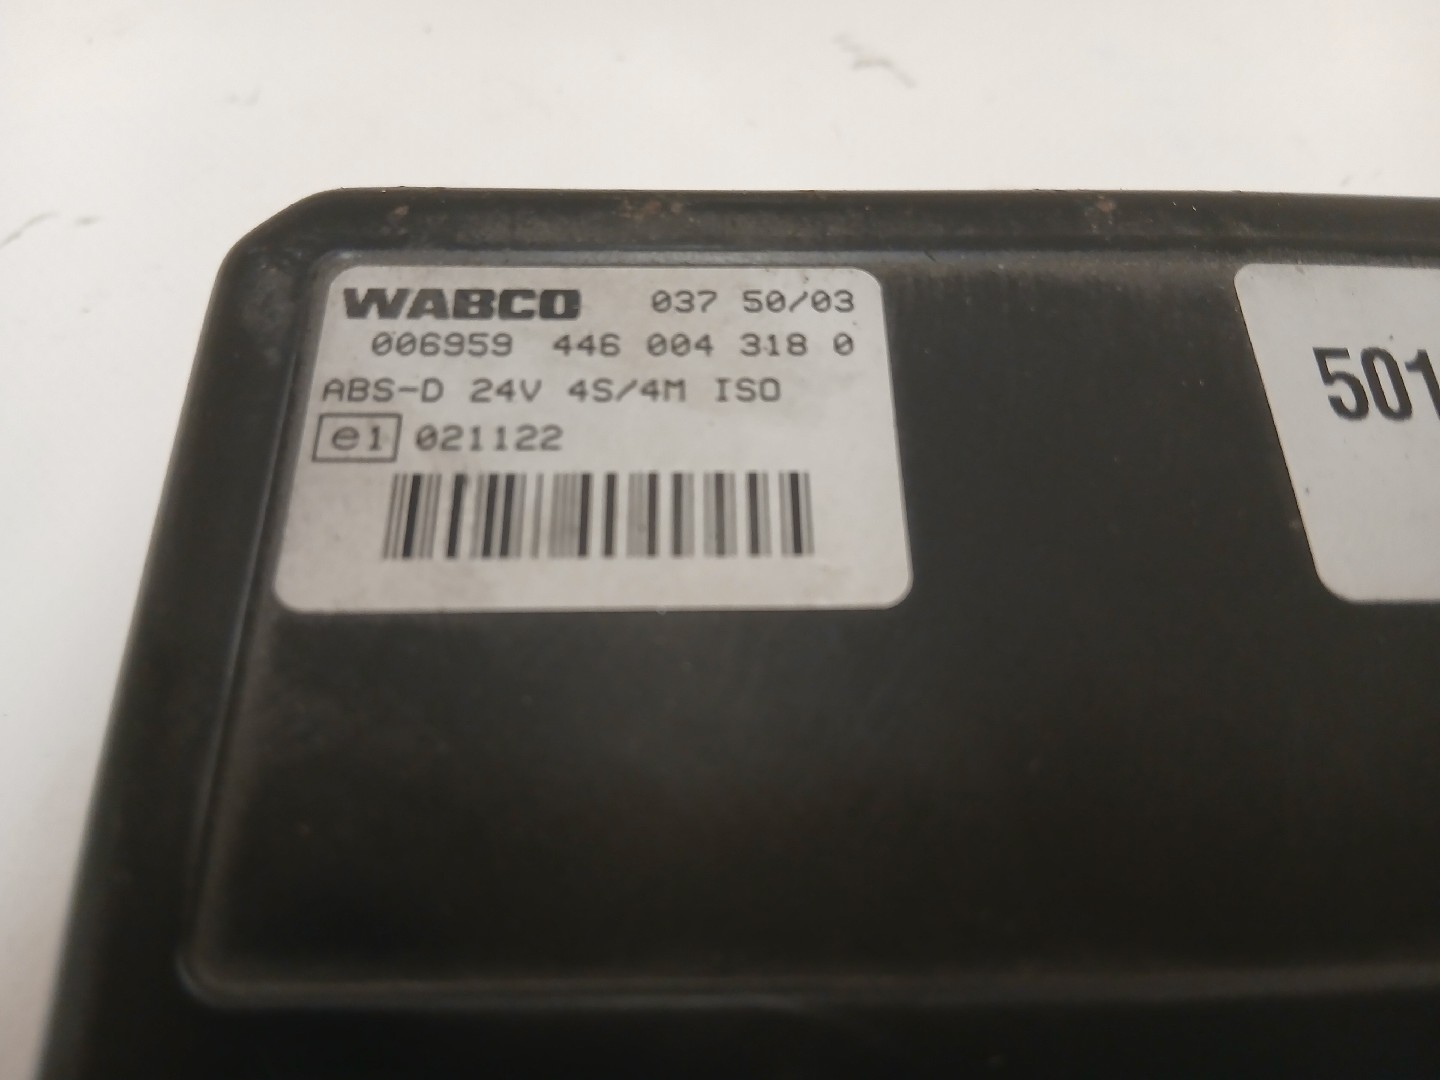 WABCO 037 50/03
006959 446 004 318 0
ABS-D 24V 4S/4M ISO
e1 021122
501